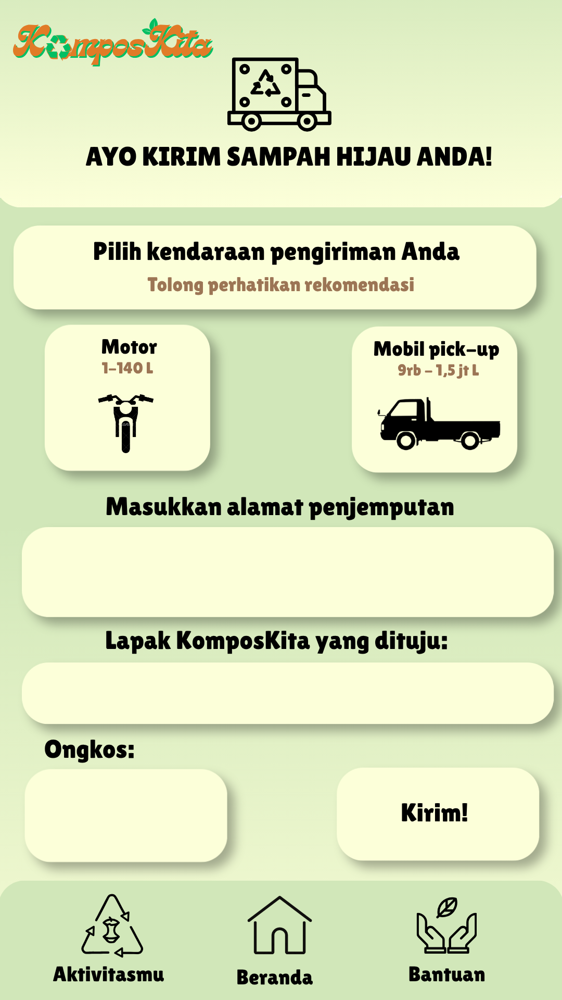 KomposKita
AYO KIRIM SAMPAH HIJAU ANDA!
Pilih kendaraan pengiriman Anda
Tolong perhatikan rekomendasi
Motor
1-140 L
Mobil pick-up
9rb - 1,5 jt L
Masukkan alamat penjemputan
Lapak KomposKita yang dituju:
Ongkos:
Kirim!
Aktivitasmu
Beranda
Bantuan